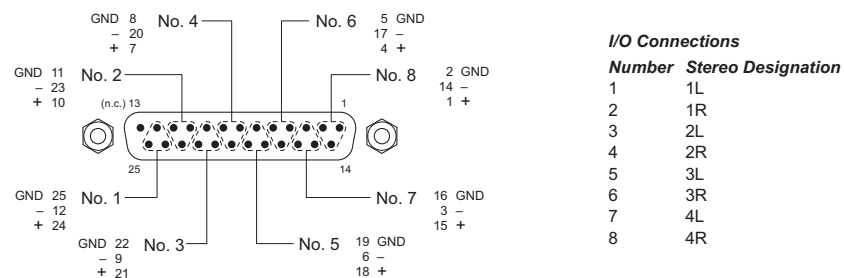 GND 8 No. 4
– 20
+ 7
No. 6 5 GND
17 –
4 +
GND 11 No. 2
– 23
+ 10
No. 8 2 GND
14 –
1 +
(n.c.) 13 1
25 14
GND 25 No. 1
– 12
+ 24
No. 7 16 GND
3 –
15 +
GND 22 No. 3
– 9
+ 21
No. 5 19 GND
6 –
18 +
I/O Connections
Number Stereo Designation
1 1L
2 1R
3 2L
4 2R
5 3L
6 3R
7 4L
8 4R